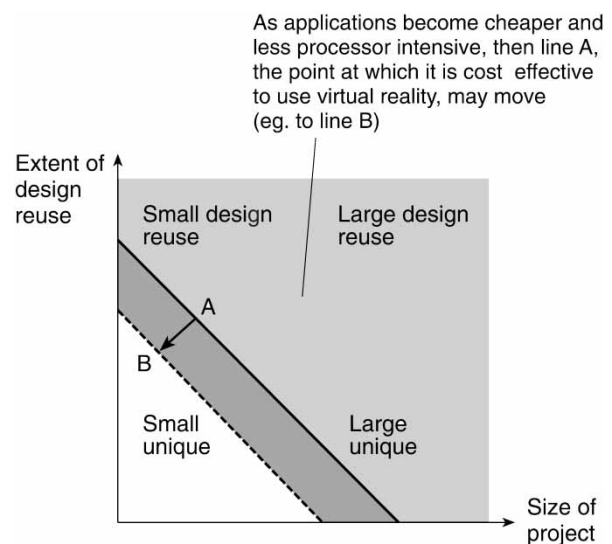 As applications become cheaper and
less processor intensive, then line A,
the point at which it is cost effective
to use virtual reality, may move
(eg. to line B)
Extent of
design
reuse
Small design
reuse
Large design
reuse
A
B
Small
unique
Large
unique
Size of
project